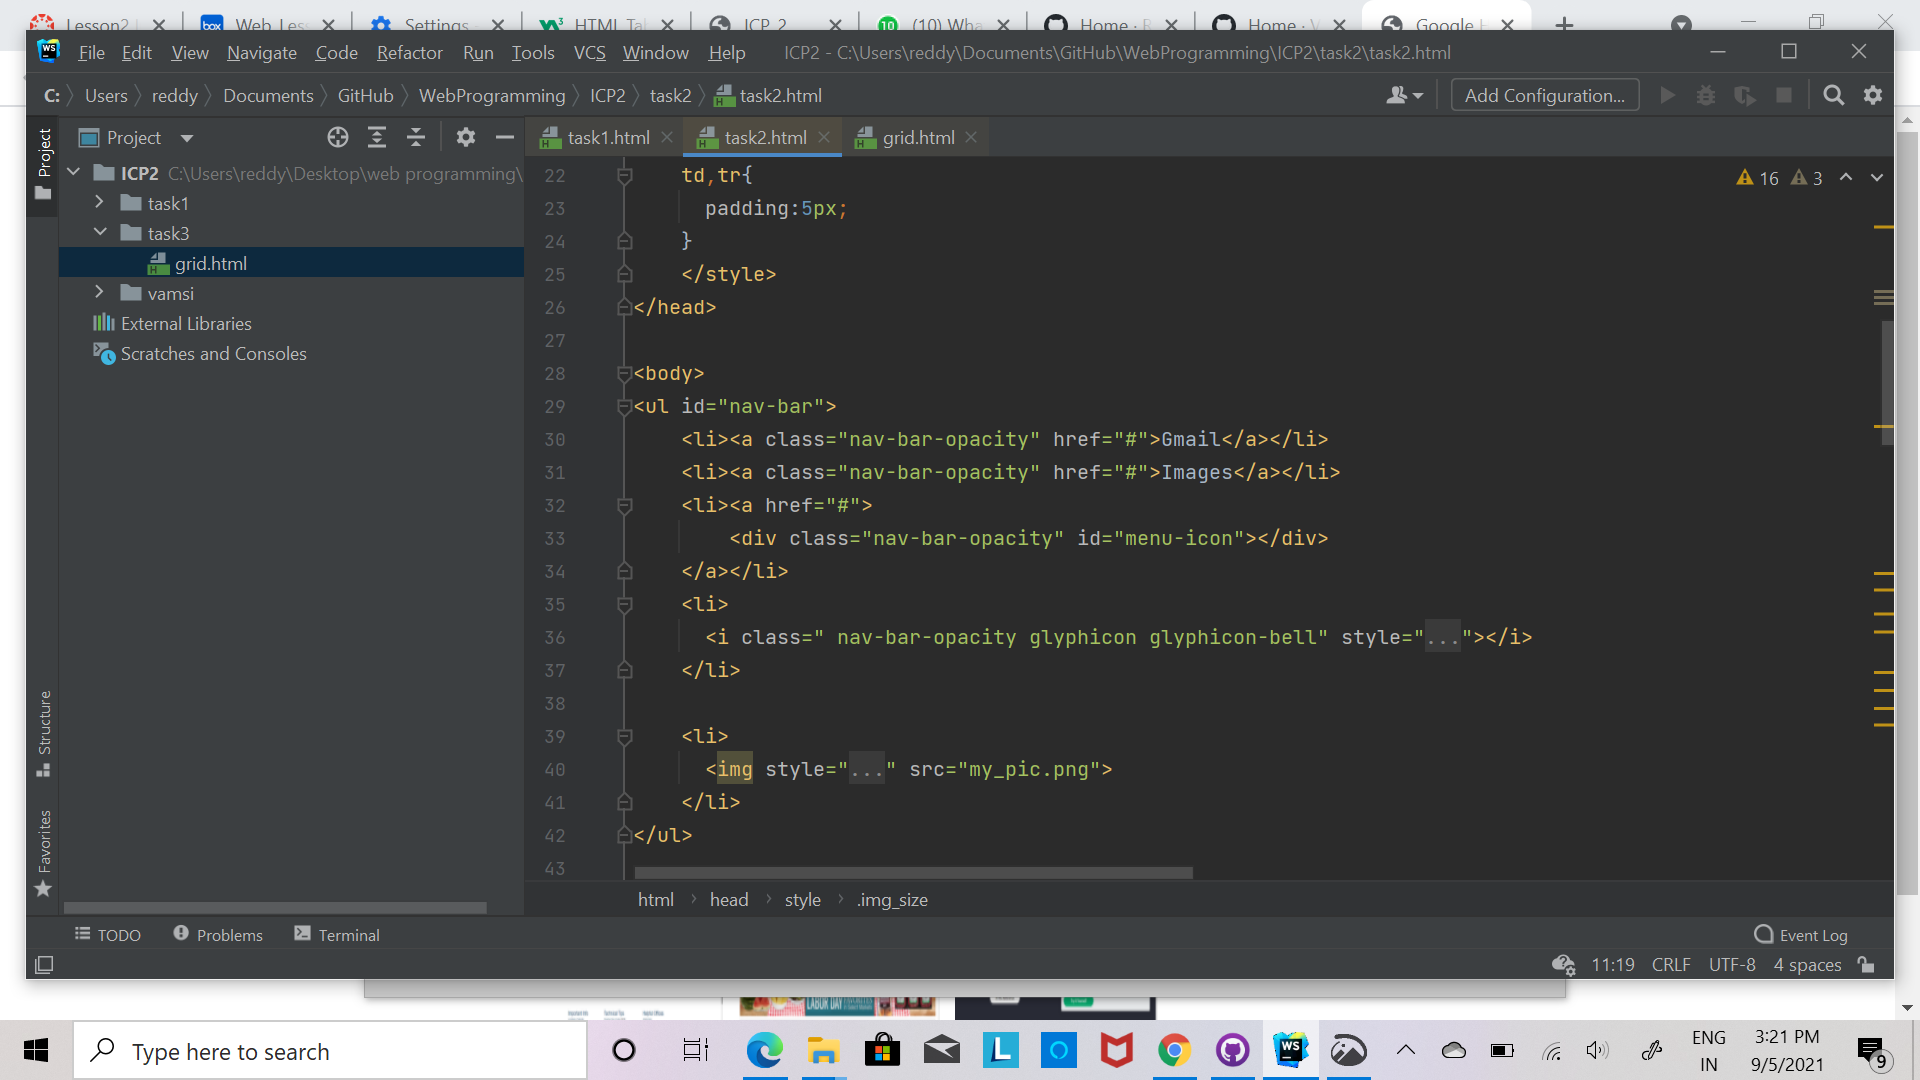 Lesson2
box
Web_Less
Settings
HTML Tab
ICP_2
(10) Wha
Home · R
Home · V
Google H
WS
File Edit View Navigate Code Refactor Run Tools VCS Window Help
ICP2 - C:\Users\reddy\Documents\GitHub\WebProgramming\ICP2\task2\task2.html
C: Users reddy Documents GitHub WebProgramming ICP2 task2 task2.html
Add Configuration...
Project
Project
task1.html
task2.html
grid.html
ICP2 C:\Users\reddy\Desktop\web programming\
task1
task3
grid.html
vamsi
External Libraries
Scratches and Consoles
16 3
22 td,tr{
23 padding:5px;
24 }
25 </style>
26 </head>
27
28 <body>
29 <ul id="nav-bar">
30 <li><a class="nav-bar-opacity" href="#">Gmail</a></li>
31 <li><a class="nav-bar-opacity" href="#">Images</a></li>
32 <li><a href="#">
33 <div class="nav-bar-opacity" id="menu-icon"></div>
34 </a></li>
35 <li>
36 <i class=" nav-bar-opacity glyphicon glyphicon-bell" style="..."></i>
37 </li>
38
39 <li>
40 <img style="..." src="my_pic.png">
41 </li>
42 </ul>
43
Structure
Favorites
html head style .img_size
TODO Problems Terminal
Event Log
11:19 CRLF UTF-8 4 spaces
LABOR DAY
Type here to search
L
WS
ENG
IN
3:21 PM
9/5/2021
9